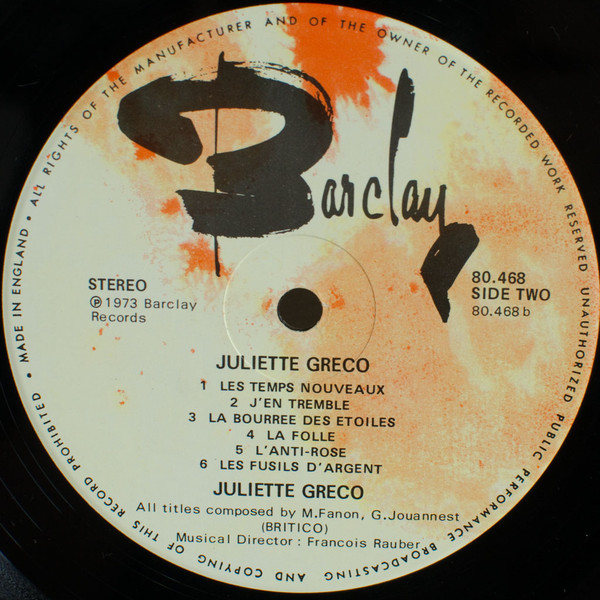 • ALL RIGHTS OF THE MANUFACTURER AND OF THE OWNER OF THE RECORDED WORK RESERVED UNAUTHORIZED PUBLIC PERFORMANCE BROADCASTING AND COPYING OF THIS RECORD PROHIBITED • MADE IN ENGLAND
Barclay
STEREO
℗ 1973 Barclay
Records
80.468
SIDE TWO
80.468 b
JULIETTE GRECO
1 LES TEMPS NOUVEAUX
2 J'EN TREMBLE
3 LA BOURREE DES ETOILES
4 LA FOLLE
5 L'ANTI-ROSE
6 LES FUSILS D'ARGENT
JULIETTE GRECO
All titles composed by M.Fanon, G.Jouannest
(BRITICO)
Musical Director : Francois Rauber